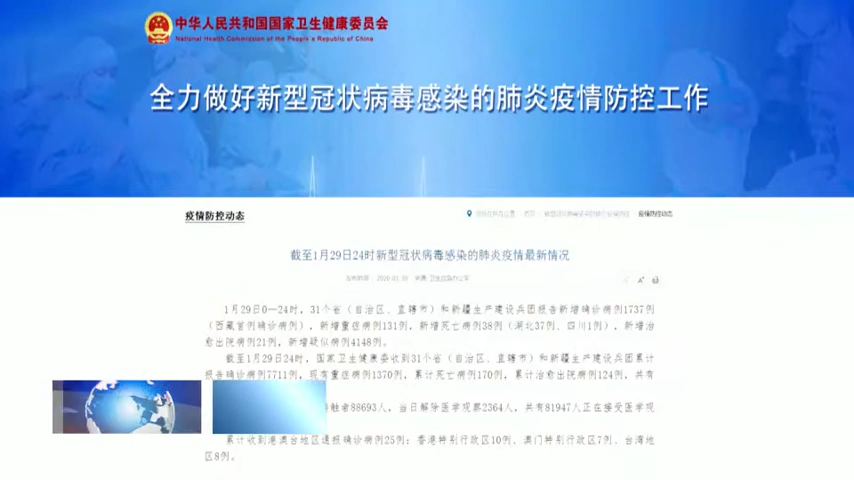 中华人民共和国国家卫生健康委员会
National Health Commission of the People's Republic of China
全力做好新型冠状病毒感染的肺炎疫情防控工作
疫情防控动态
疫情防控动态
截至1月29日24时新型冠状病毒感染的肺炎疫情最新情况
1月29日0—24时，31个省（自治区、直辖市）和新疆生产建设兵团报告新增确诊病例1737例
（西藏首例确诊病例），新增重症病例131例，新增死亡病例38例（湖北37例、四川1例），新增治
愈出院病例21例，新增疑似病例4148例。
截至1月29日24时，国家卫生健康委收到31个省（自治区、直辖市）和新疆生产建设兵团累计
报告确诊病例7711例，现有重症病例1370例，累计死亡病例170例，累计治愈出院病例124例，共有
触者88693人，当日解除医学观察2364人，共有81947人正在接受医学观
累计收到港澳台地区通报确诊病例25例：香港特别行政区10例、澳门特别行政区7例、台湾地
区8例。